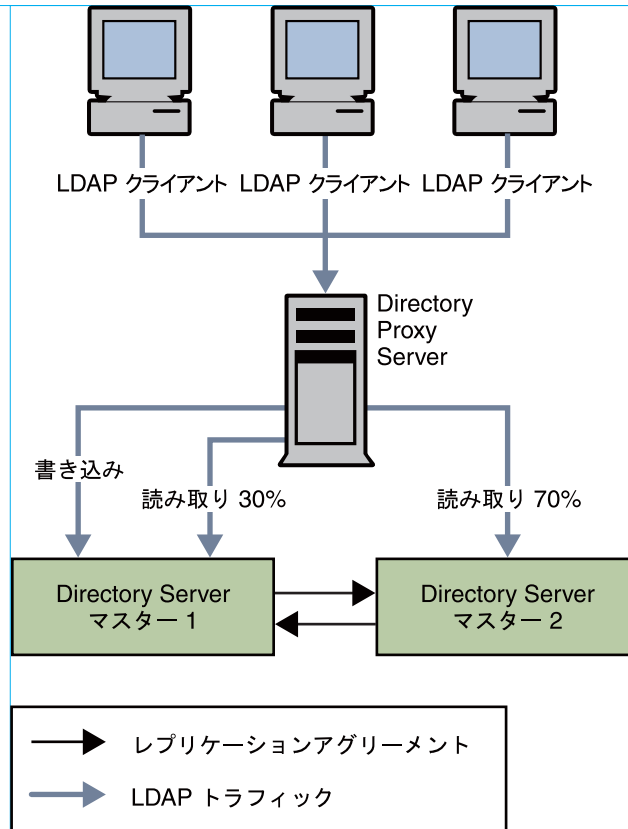 LDAP クライアント LDAP クライアント LDAP クライアント
Directory
Proxy
Server
書き込み
読み取り 30%
読み取り 70%
Directory Server
マスター 1
Directory Server
マスター 2
レプリケーションアグリーメント
LDAP トラフィック